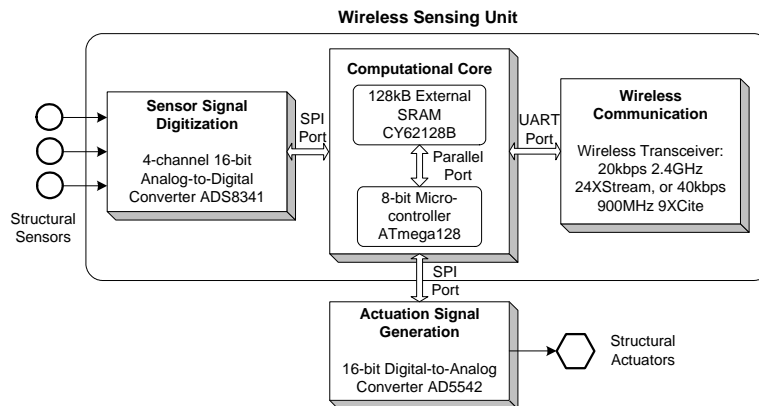 Wireless Sensing Unit
Structural
Sensors
Sensor Signal
Digitization
4-channel 16-bit
Analog-to-Digital
Converter ADS8341
SPI
Port
Computational Core
128kB External
SRAM
CY62128B
Parallel
Port
8-bit Micro-
controller
ATmega128
UART
Port
Wireless
Communication
Wireless Transceiver:
20kbps 2.4GHz
24XStream, or 40kbps
900MHz 9XCite
SPI
Port
Actuation Signal
Generation
16-bit Digital-to-Analog
Converter AD5542
Structural
Actuators